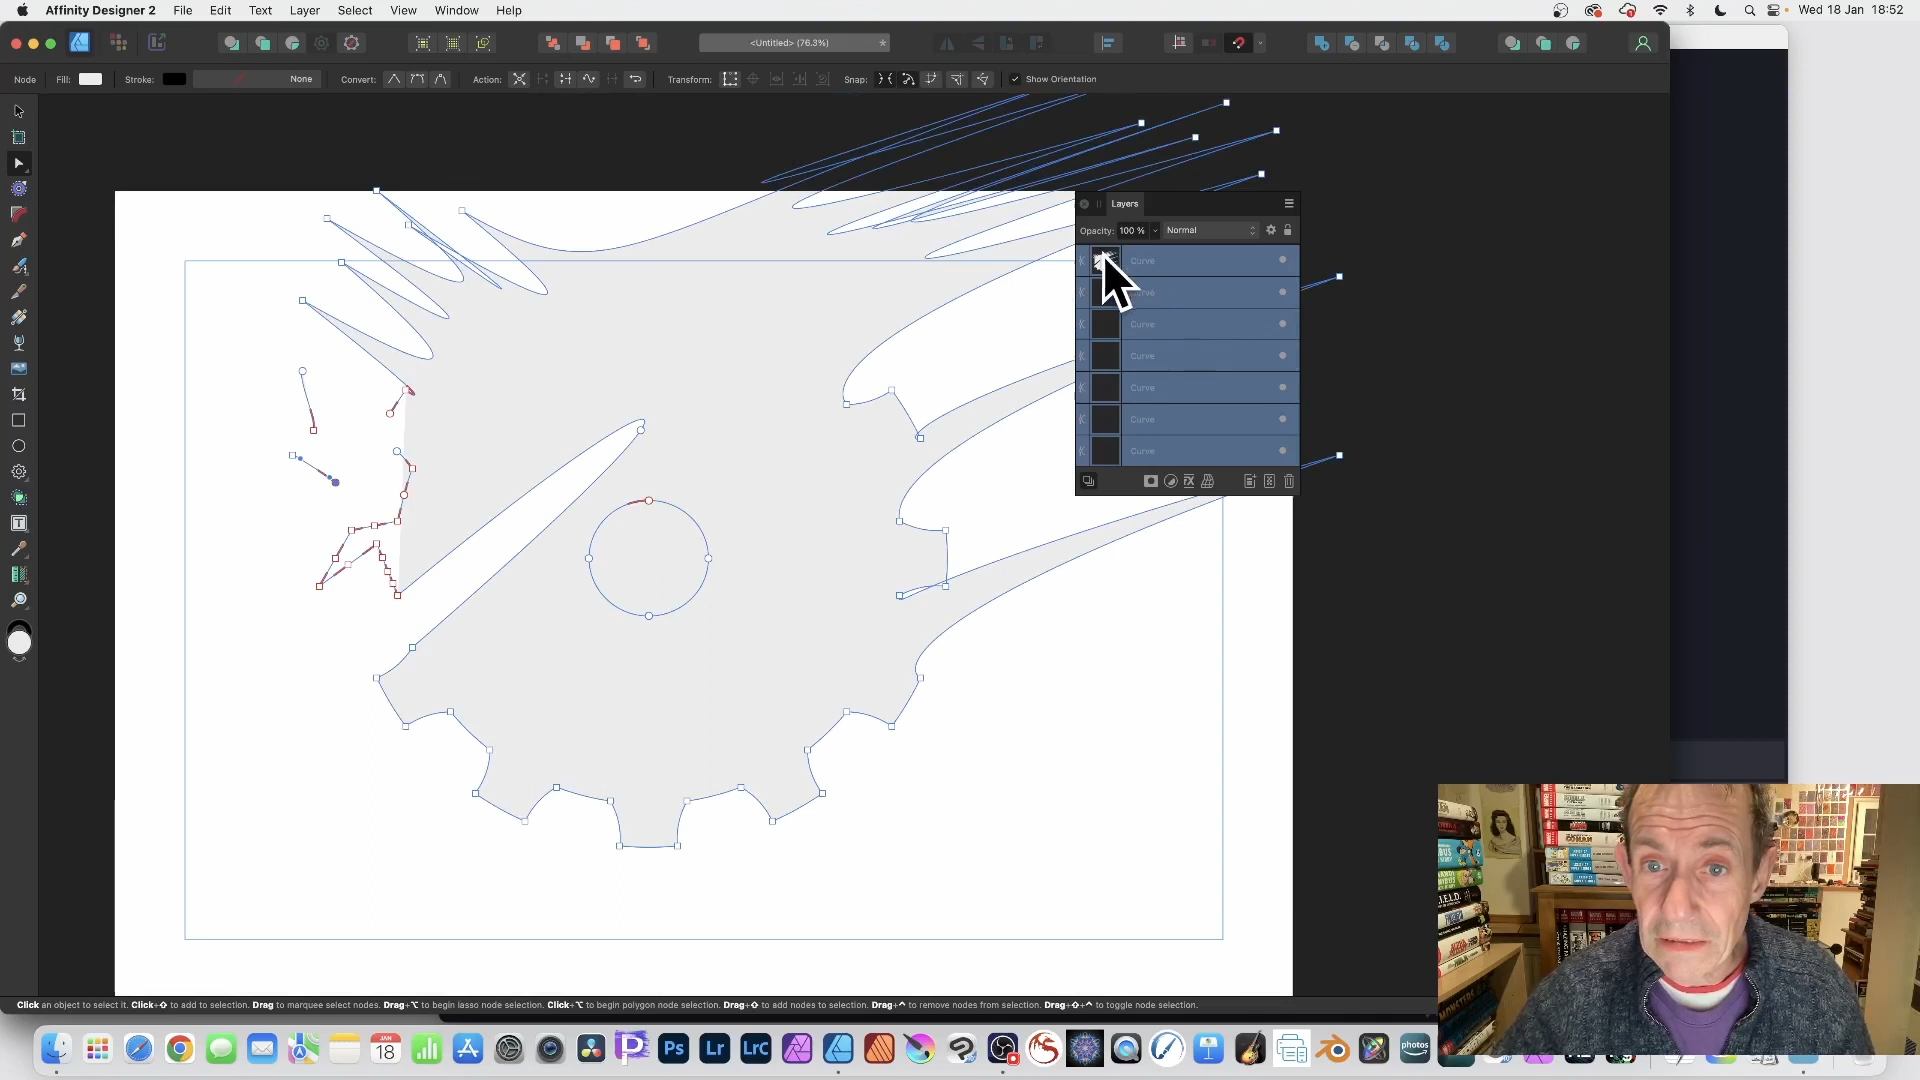 Affinity Designer 2 File Edit Text Layer Select View Window Help Wed 18 Jan 18:52
<Untitled> (76.3%)
Node Fill: Stroke: None Convert: Action: Transform: Snap: Show Orientation
Layers
Opacity: 100 % Normal
Curve
Curve
Curve
Curve
Curve
Curve
Click an object to select it. Click+⇧ to add to selection. Drag to marquee select nodes. Drag+⌥ to begin lasso node selection. Click+⌥ to begin polygon node selection. Drag+⇧ to add nodes to selection. Drag+⌃ to remove nodes from selection. Drag+⇧+⌃ to toggle node selection.
JAN
18
Ps Lr LrC photos